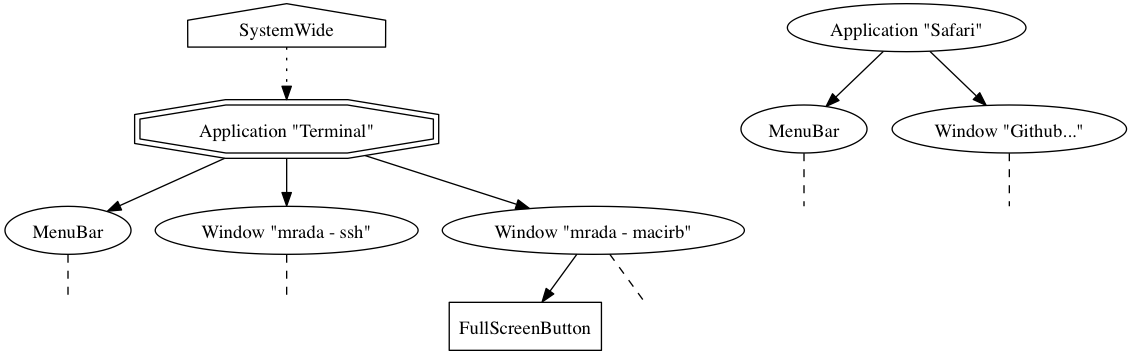 SystemWide
Application "Safari"
Application "Terminal"
MenuBar
Window "Github..."
MenuBar
Window "mrada - ssh"
Window "mrada - macirb"
FullScreenButton